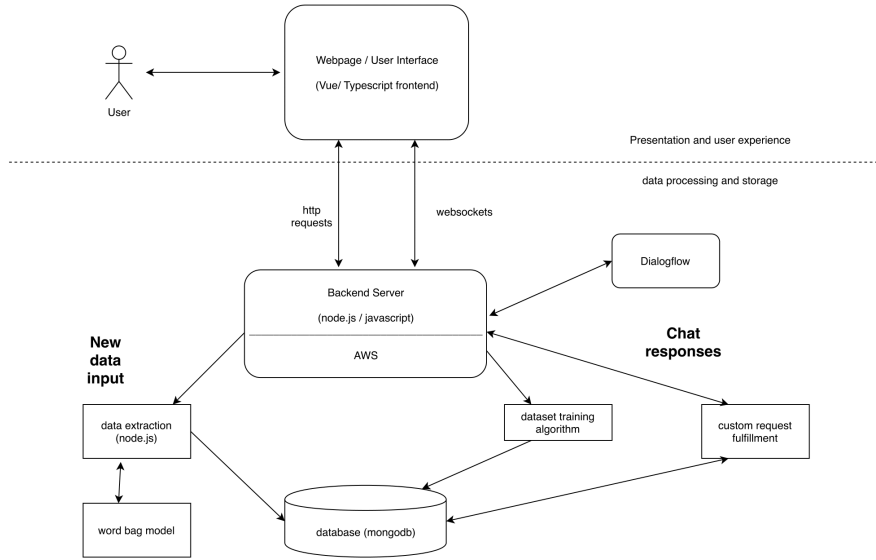 Webpage / User Interface
(Vue/ Typescript frontend)
User
Presentation and user experience
data processing and storage
http
requests
websockets
Dialogflow
Backend Server
(node.js / javascript)
AWS
New
data
input
Chat
responses
data extraction
(node.js)
dataset training
algorithm
custom request
fulfillment
word bag model
database (mongodb)